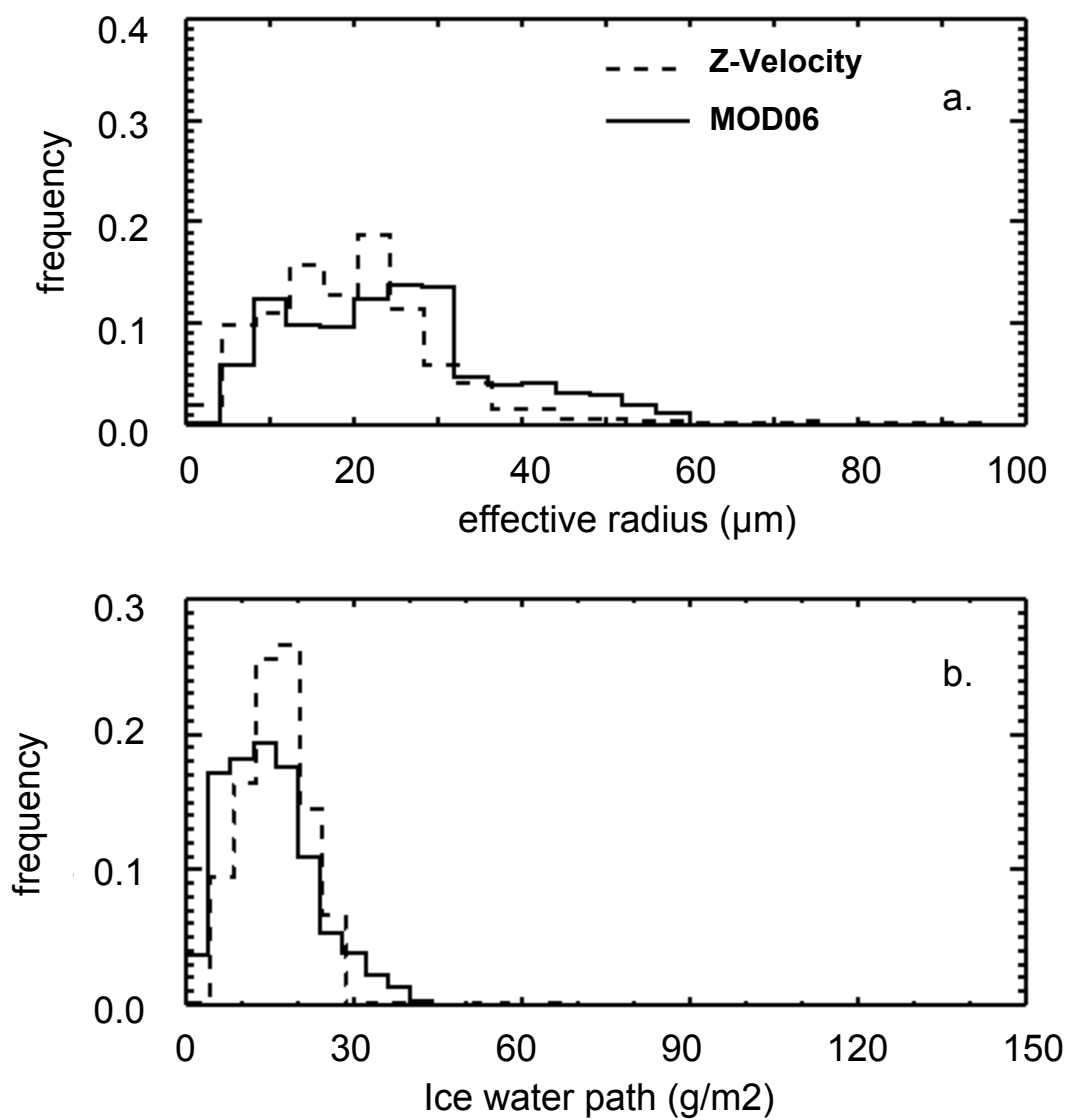 0.4
Z-Velocity
a.
MOD06
0.3
frequency
0.2
0.1
0.0
0 20 40 60 80 100
effective radius (µm)
0.3
b.
0.2
frequency
0.1
0.0
0 30 60 90 120 150
Ice water path (g/m2)